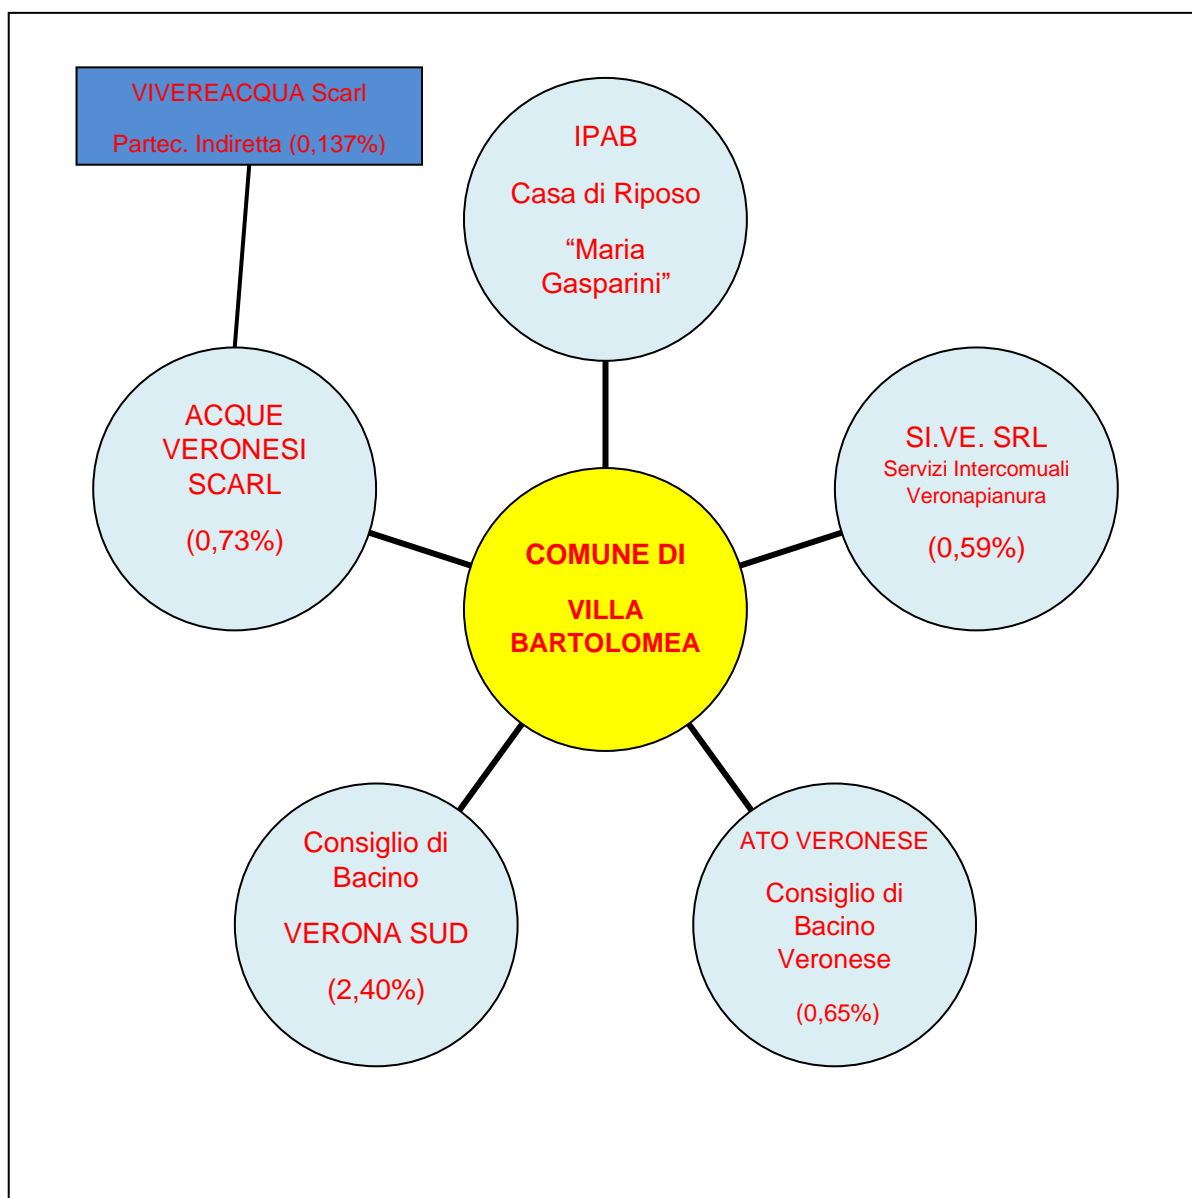 VIVEREACQUA Scarl
Partec. Indiretta (0,137%)
IPAB
Casa di Riposo
“Maria
Gasparini”
ACQUE
VERONESI
SCARL
(0,73%)
SI.VE. SRL
Servizi Intercomuali
Veronapianura
(0,59%)
COMUNE DI
VILLA
BARTOLOMEA
Consiglio di
Bacino
VERONA SUD
(2,40%)
ATO VERONESE
Consiglio di
Bacino
Veronese
(0,65%)